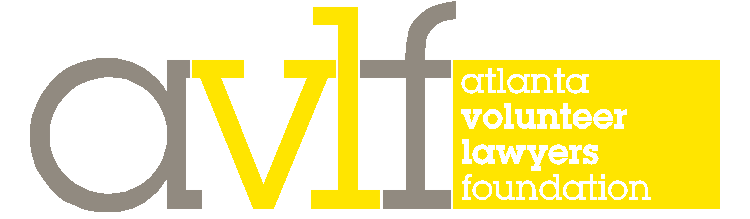 avlf
atlanta
volunteer
lawyers
foundation